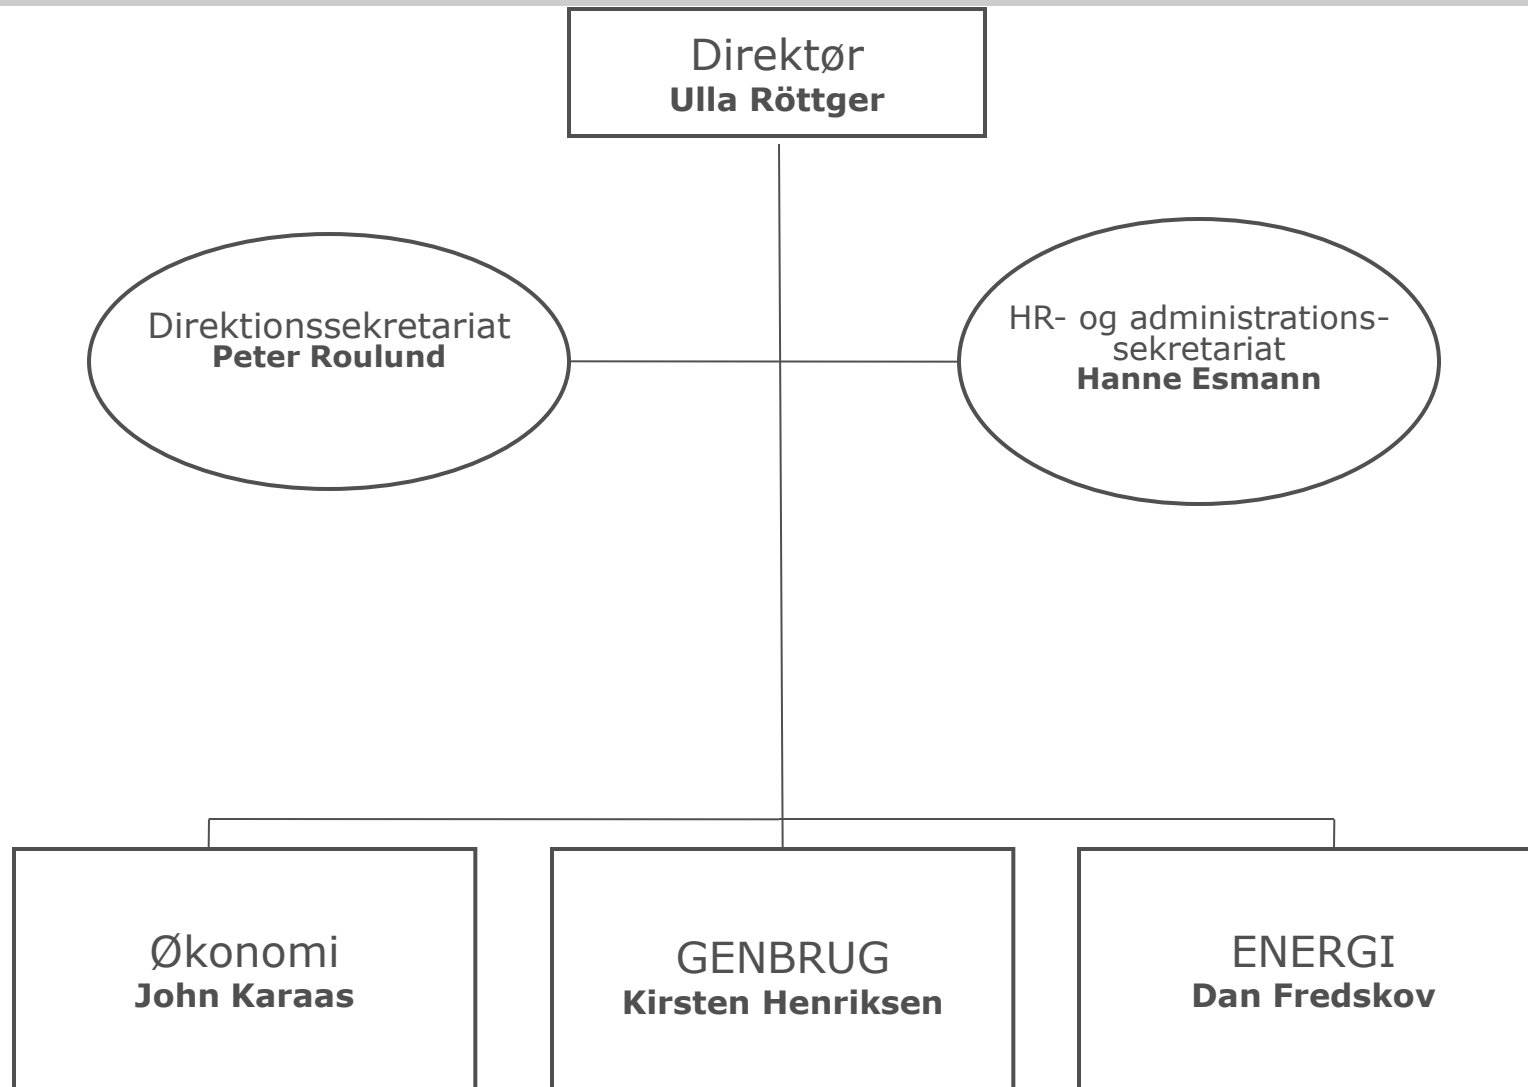 Direktør
Ulla Röttger
Direktionssekretariat
Peter Roulund
HR- og administrations-
sekretariat
Hanne Esmann
Økonomi
John Karaas
GENBRUG
Kirsten Henriksen
ENERGI
Dan Fredskov